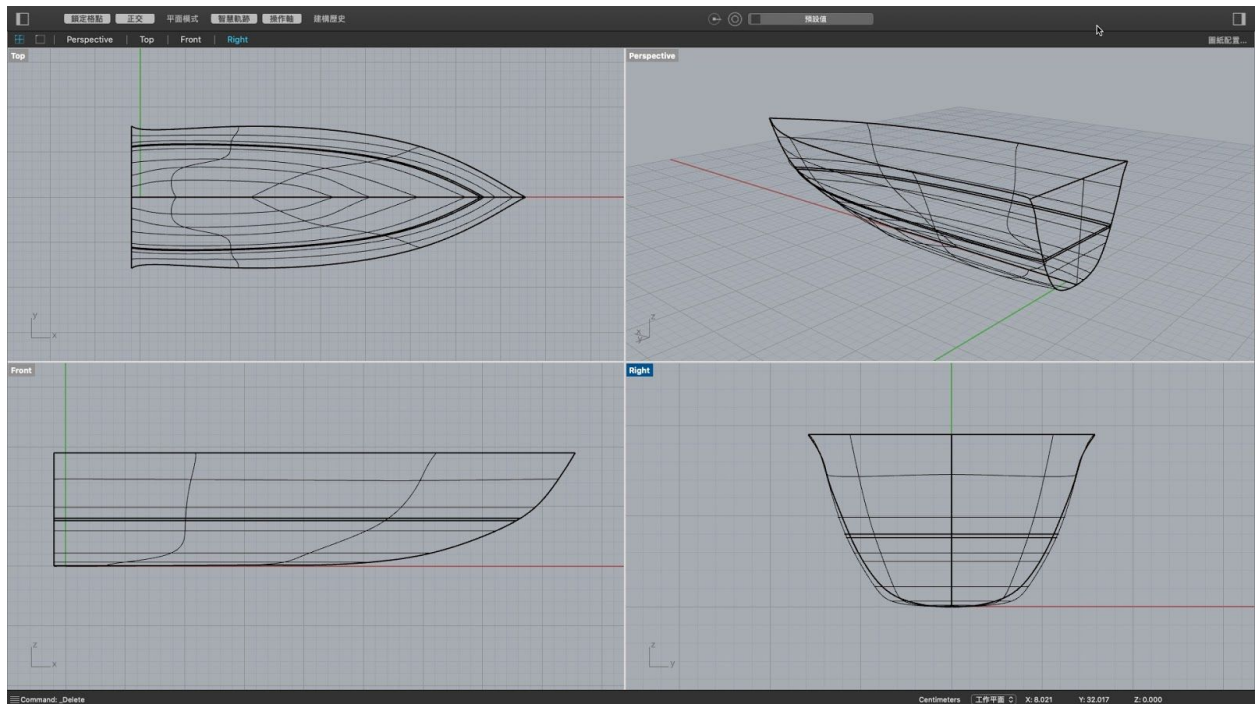 鎖定格點 正交 平面模式 智慧軌跡 操作軸 建構歷史 預設值
Perspective | Top | Front | Right 圖紙配置...
Top
Perspective
y
x
z
Front
Right
z
x
z
y
Command: _Delete Centimeters 工作平面 X: 8.021 Y: 32.017 Z: 0.000